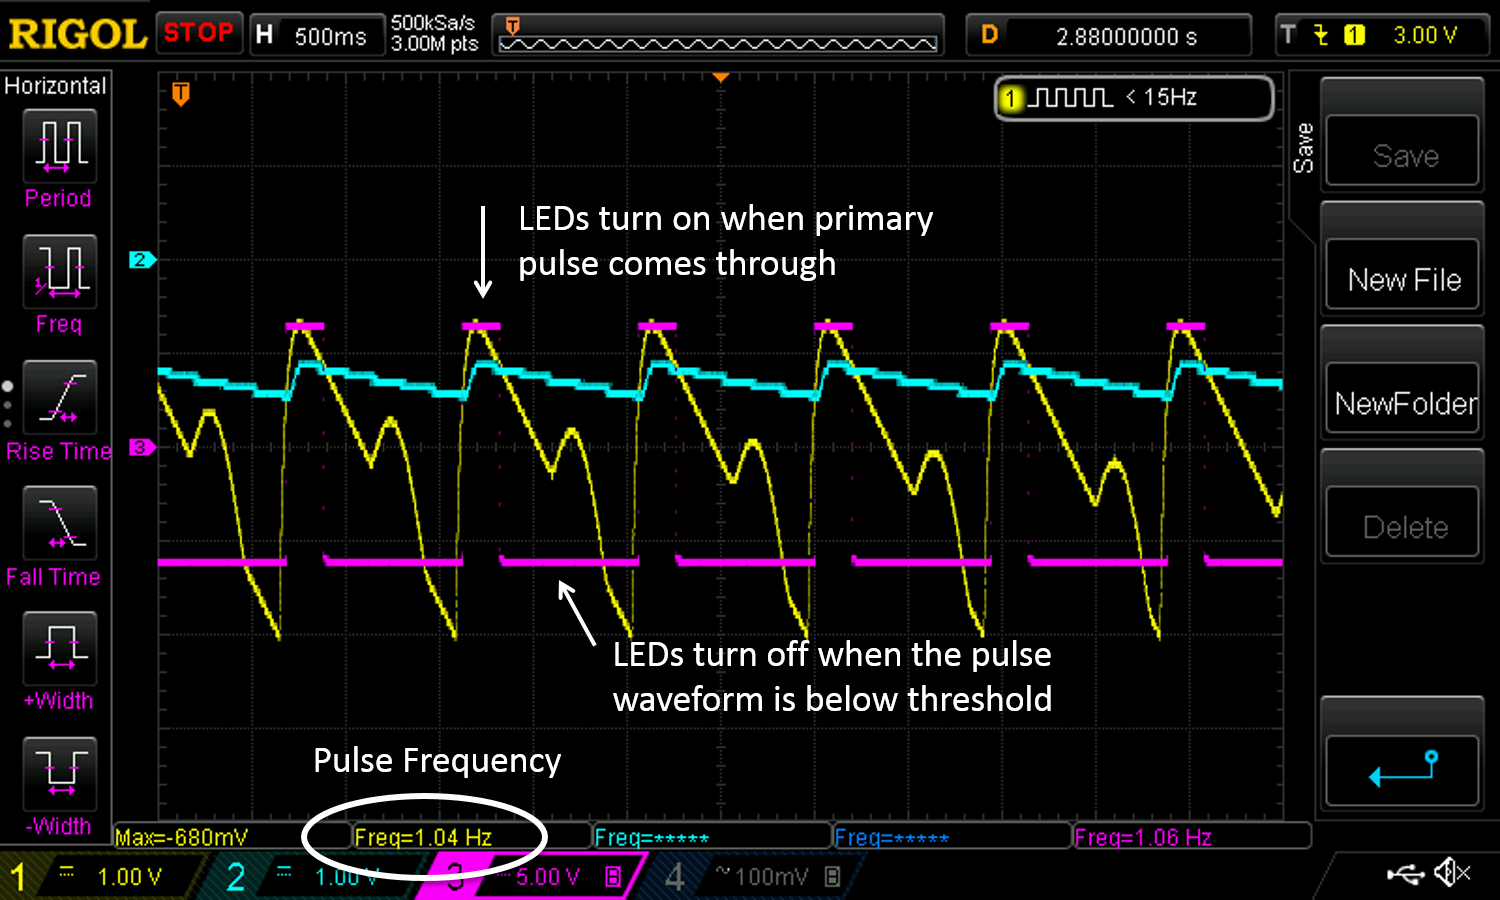 RIGOL STOP H 500ms 500kSa/s 3.00M pts T D 2.88000000 s T 1 3.00 V
Horizontal
T
1 < 15Hz
Save
Save
Period
LEDs turn on when primary
pulse comes through
2
New File
Freq
NewFolder
Rise Time
3
Delete
Fall Time
LEDs turn off when the pulse
waveform is below threshold
+Width
Pulse Frequency
-Width
Max=-680mV Freq=1.04 Hz Freq=***** Freq=***** Freq=1.06 Hz
1 1.00 V 2 1.00 V 3 5.00 V B 4 ~100mV B